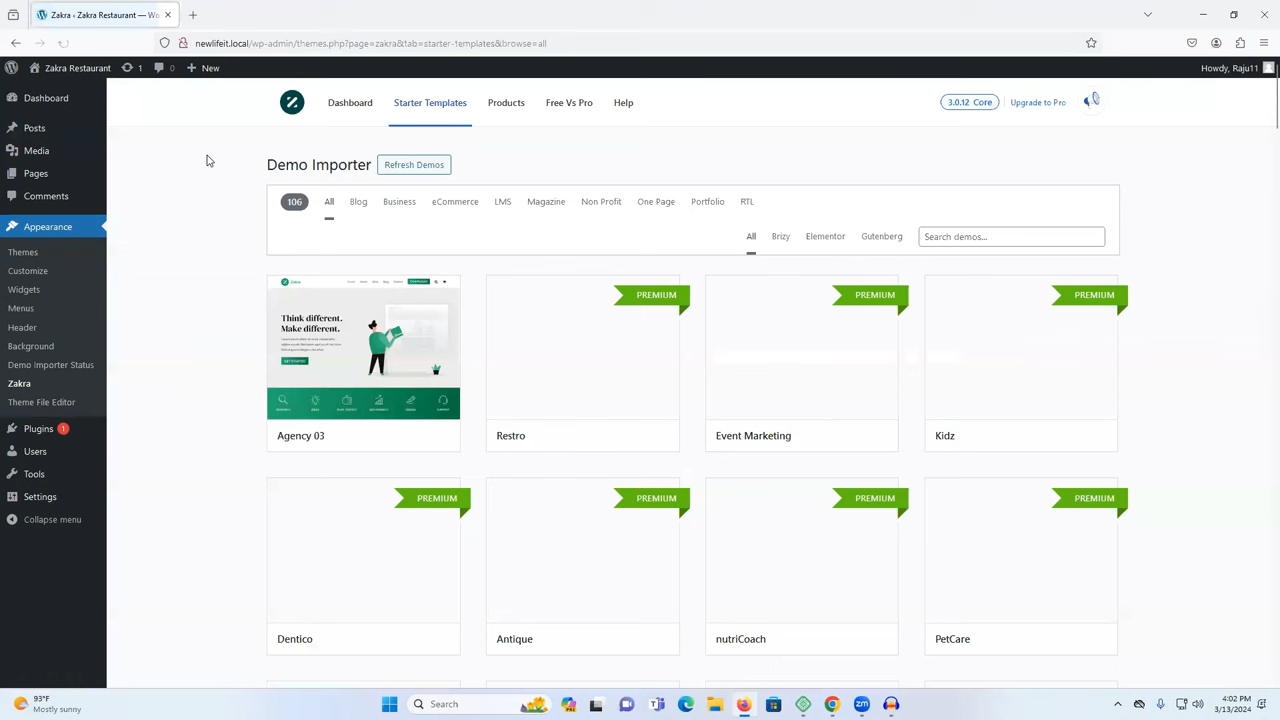 Zakra ‹ Zakra Restaurant — Wo
newlifeit.local/wp-admin/themes.php?page=zakra&tab=starter-templates&browse=all
Zakra Restaurant 1 0 New
Howdy, Raju11
Dashboard
Posts
Media
Pages
Comments
Appearance
Themes
Customize
Widgets
Menus
Header
Background
Demo Importer Status
Zakra
Theme File Editor
Plugins 1
Users
Tools
Settings
Collapse menu
Dashboard Starter Templates Products Free Vs Pro Help
3.0.12 Core Upgrade to Pro
Demo Importer Refresh Demos
106 All Blog Business eCommerce LMS Magazine Non Profit One Page Portfolio RTL
All Brizy Elementor Gutenberg Search demos...
Zakra
Think different.
Make different.
GET STARTED
Agency 03
PREMIUM
Restro
PREMIUM
Event Marketing
PREMIUM
Kidz
PREMIUM
Dentico
PREMIUM
Antique
PREMIUM
nutriCoach
PREMIUM
PetCare
93°F
Mostly sunny
Search
4:02 PM
3/13/2024